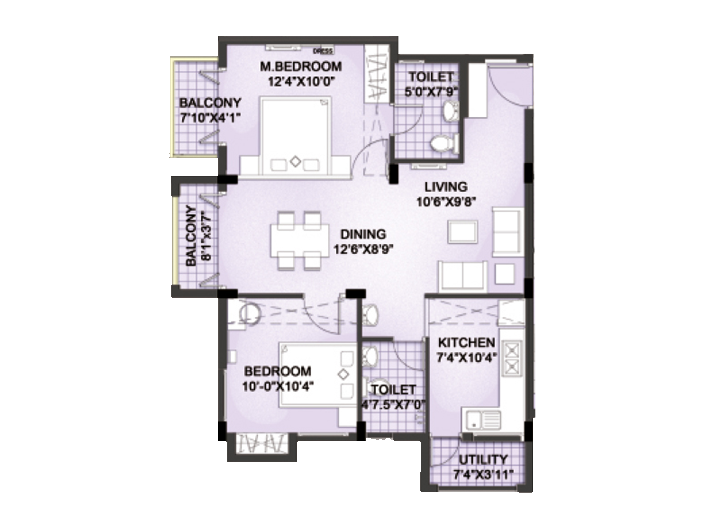 DRESS
M.BEDROOM
12'4"X10'0"
TOILET
5'0"X7'9"
BALCONY
7'10"X4'1"
LIVING
10'6"X9'8"
BALCONY
8'1"x3'7"
DINING
12'6"X8'9"
KITCHEN
7'4"X10'4"
BEDROOM
10'-0"X10'4"
TOILET
4'7.5"X7'0"
UTILITY
7'4"X3'11"